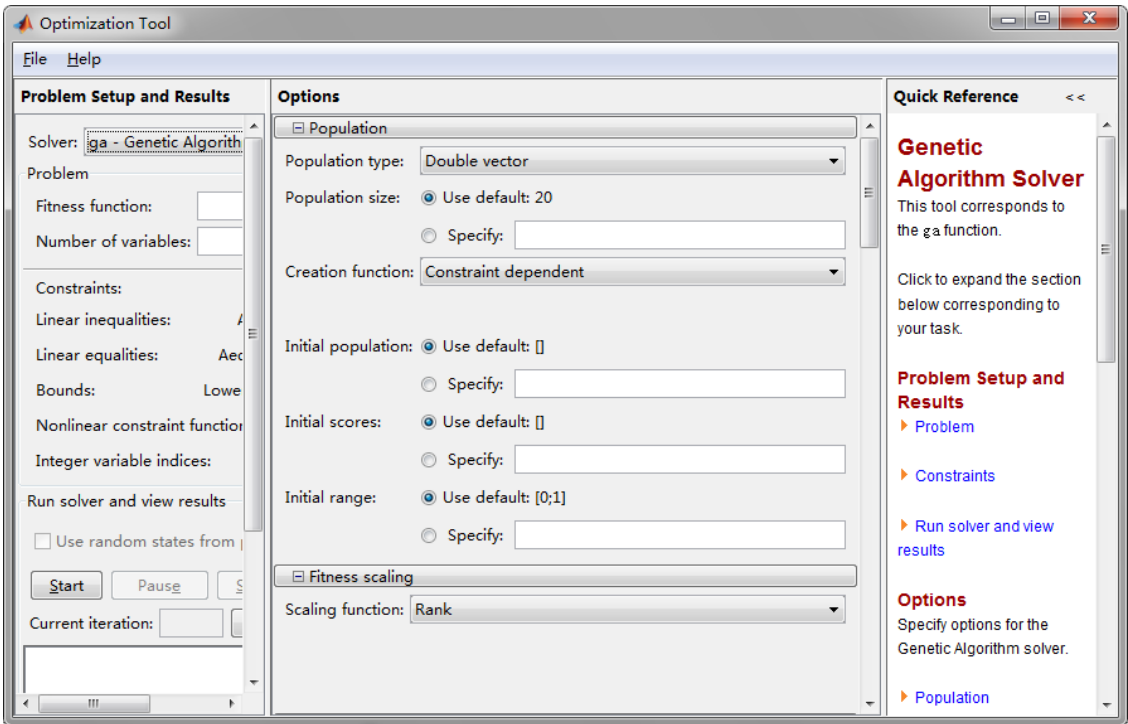 Optimization Tool
File Help
Problem Setup and Results
Solver: ga - Genetic Algorith
Problem
Fitness function:
Number of variables:
Constraints:
Linear inequalities:
Linear equalities: Aeq
Bounds: Lowe
Nonlinear constraint function
Integer variable indices:
Run solver and view results
Use random states from
Start Pause S
Current iteration:
Options
Population
Population type: Double vector
Population size: Use default: 20
Specify:
Creation function: Constraint dependent
Initial population: Use default: []
Specify:
Initial scores: Use default: []
Specify:
Initial range: Use default: [0;1]
Specify:
Fitness scaling
Scaling function: Rank
Quick Reference <<
Genetic
Algorithm Solver
This tool corresponds to
the ga function.
Click to expand the section
below corresponding to
your task.
Problem Setup and
Results
Problem
Constraints
Run solver and view
results
Options
Specify options for the
Genetic Algorithm solver.
Population